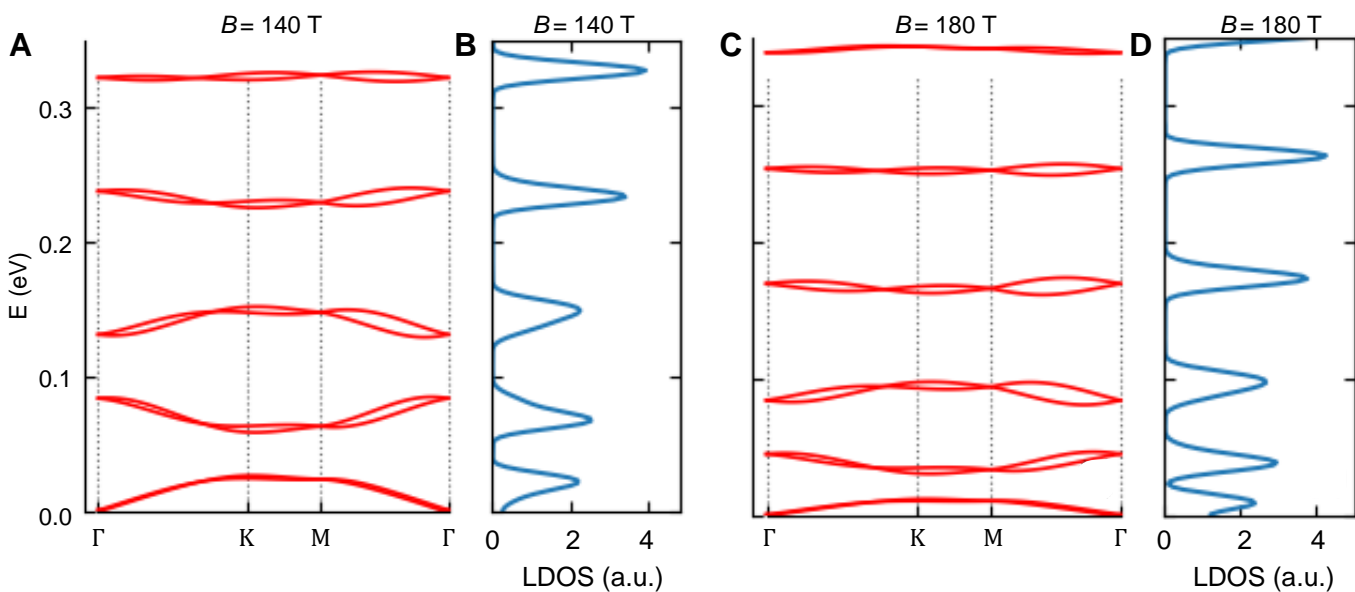 A
B = 140 T
B
B = 140 T
C
B = 180 T
D
B = 180 T
E (eV)
0.3
0.2
0.1
0.0
Γ K M Γ
0 2 4
LDOS (a.u.)
Γ K M Γ
0 2 4
LDOS (a.u.)